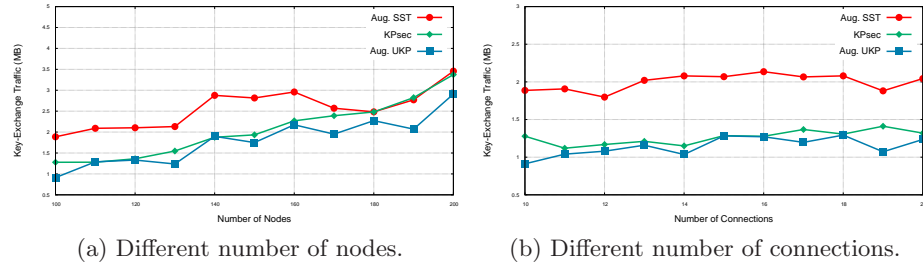 Key-Exchange Traffic (MB)
5
4.5
4
3.5
3
2.5
2
1.5
1
0.5
100
120
140
160
180
200
Number of Nodes
Aug. SST
KPsec
Aug. UKP
(a) Different number of nodes.
Key-Exchange Traffic (MB)
3
2.5
2
1.5
1
0.5
10
12
14
16
18
Number of Connections
Aug. SST
KPsec
Aug. UKP
(b) Different number of connections.